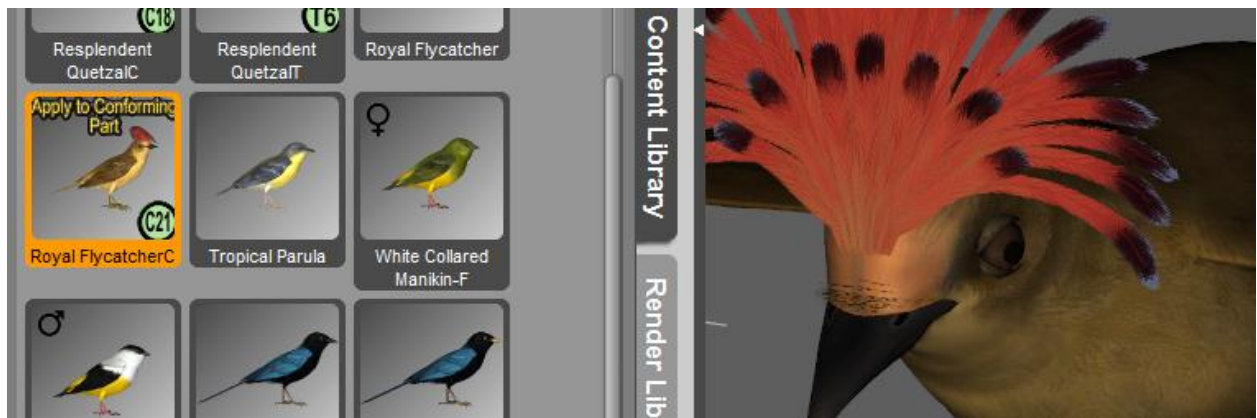 C18
T6
Resplendent
QuetzalC
Resplendent
QuetzalT
Royal Flycatcher
Apply to Conforming
Part
C21
Royal FlycatcherC
Tropical Parula
♀
White Collared
Manikin-F
♂
Content Library
Render Lib